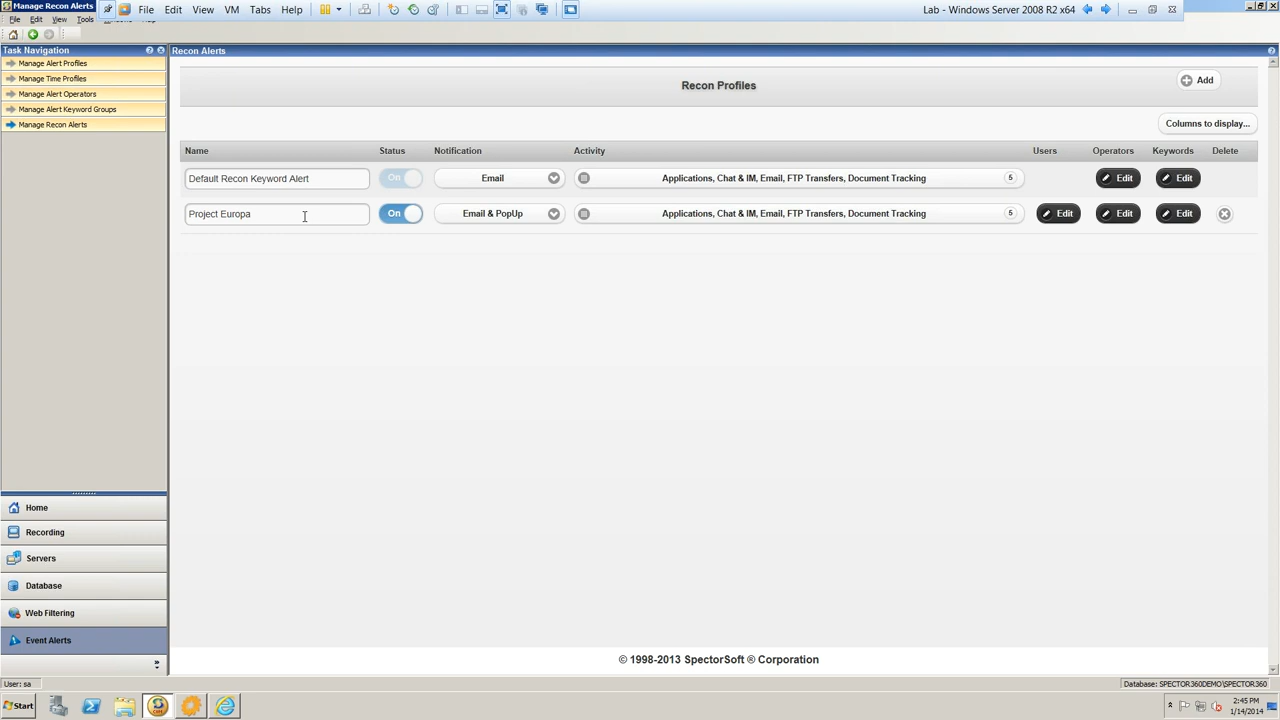 Manage Recon Alerts
File Edit View VM Tabs Help
Lab - Windows Server 2008 R2 x64
File Edit View Tools
Task Navigation
Recon Alerts
Manage Alert Profiles
Manage Time Profiles
Manage Alert Operators
Manage Alert Keyword Groups
Manage Recon Alerts
Recon Profiles
Add
Columns to display...
Name Status Notification Activity Users Operators Keywords Delete
Default Recon Keyword Alert On Email Applications, Chat & IM, Email, FTP Transfers, Document Tracking 5 Edit Edit
Project Europa On Email & PopUp Applications, Chat & IM, Email, FTP Transfers, Document Tracking 5 Edit Edit Edit
Home
Recording
Servers
Database
Web Filtering
Event Alerts
»
© 1998-2013 SpectorSoft ® Corporation
User: sa
Database: SPECTOR360DEMO\SPECTOR360
Start
2:45 PM
1/14/2014